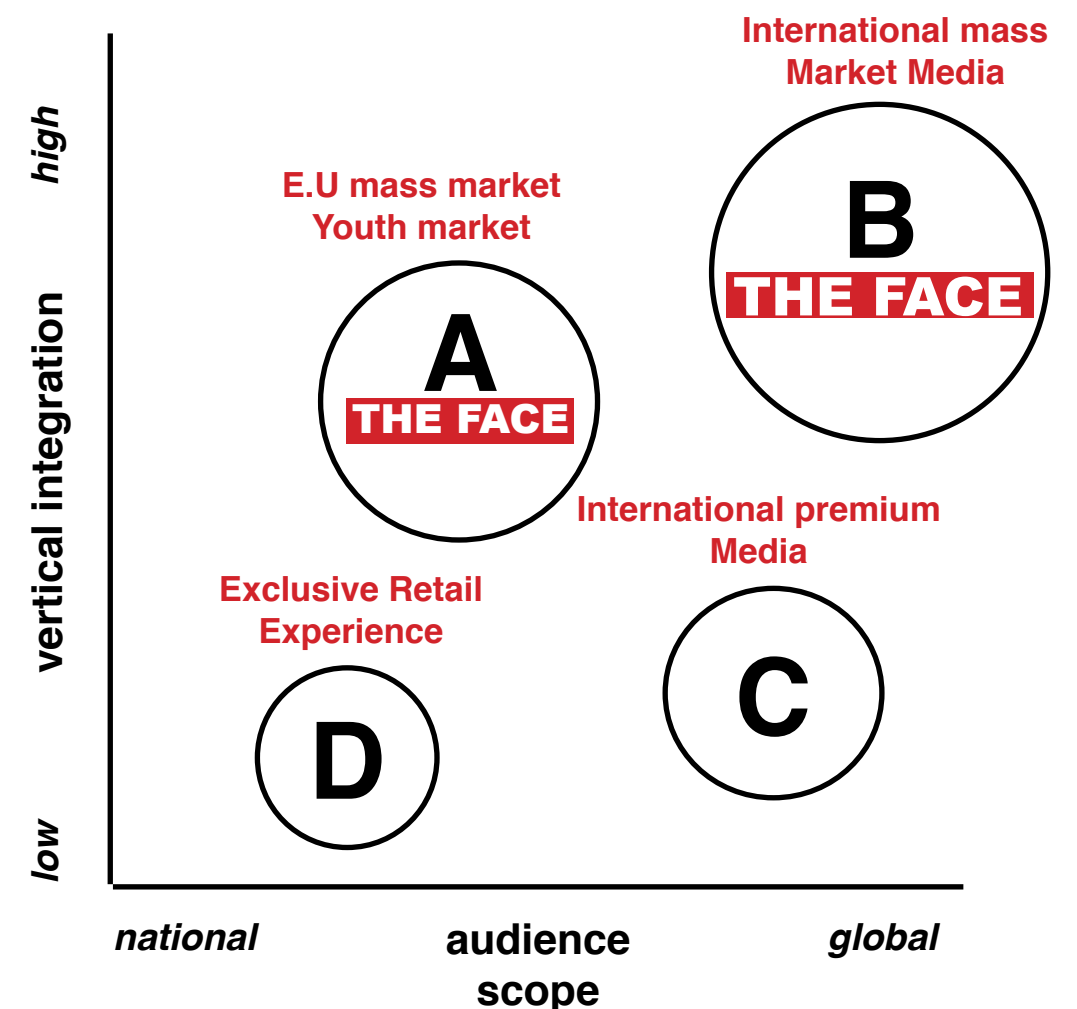 International mass
Market Media
high
E.U mass market
Youth market
B
THE FACE
A
THE FACE
vertical integration
International premium
Media
Exclusive Retail
Experience
C
D
low
national
audience
scope
global